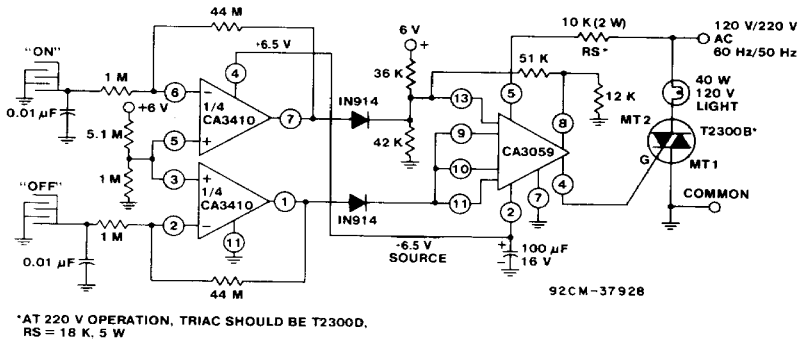 44 M
+6.5 V
6 V
+
10 K (2 W)
RS*
120 V/220 V
AC
60 Hz/50 Hz
"ON"
1 M
0.01 µF
+6 V
5.1 M
1 M
4
6
–
1/4
CA3410
7
5
+
IN914
36 K
42 K
51 K
12 K
5
13
9
10
11
CA3059
8
4
2
7
40 W
120 V
LIGHT
MT2
T2300B*
G
MT1
COMMON
3
+
1/4
CA3410
1
2
–
11
IN914
"OFF"
1 M
0.01 µF
44 M
-6.5 V
SOURCE
+
–
100 µF
16 V
92CM-37928
*AT 220 V OPERATION, TRIAC SHOULD BE T2300D,
RS = 18 K, 5 W